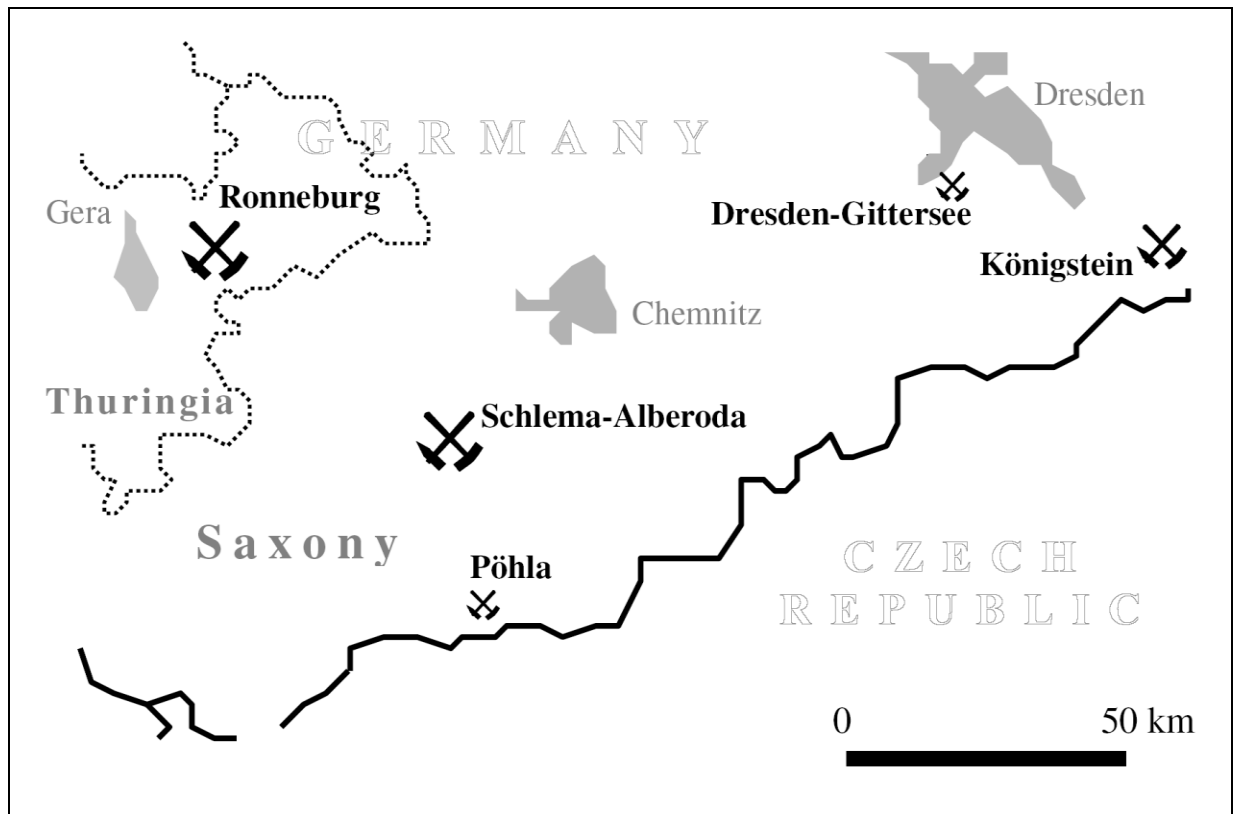 Dresden
GERMANY
Ronneburg
Gera
Dresden-Gittersee
Königstein
Chemnitz
Thuringia
Schlema-Alberoda
Saxony
Pöhla
CZECH
REPUBLIC
0 50 km